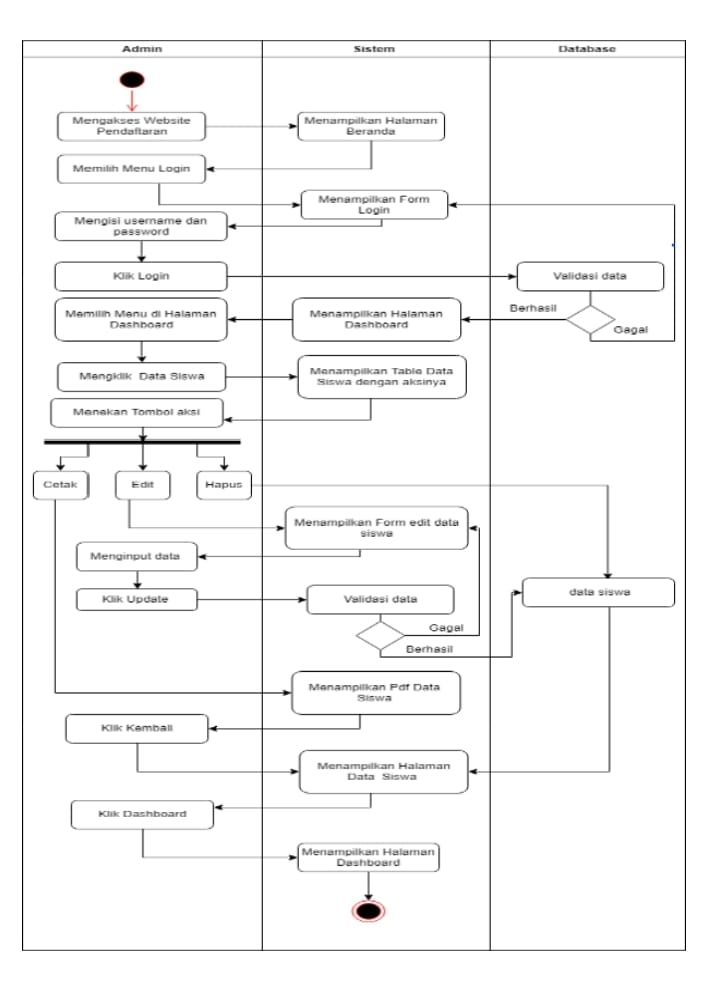 Admin
Sistem
Database
Mengakses Website
Pendaftaran
Menampilkan Halaman
Beranda
Memilih Menu Login
Menampilkan Form
Login
Mengisi username dan
password
Klik Login
Validasi data
Berhasil
Gagal
Menampilkan Halaman
Dashboard
Memilih Menu di Halaman
Dashboard
Mengklik Data Siswa
Menampilkan Table Data
Siswa dengan aksinya
Menekan Tombol aksi
Cetak
Edit
Hapus
Menampilkan Form edit data
siswa
Menginput data
Klik Update
Validasi data
data siswa
Gagal
Berhasil
Menampilkan Pdf Data
Siswa
Klik Kembali
Menampilkan Halaman
Data Siswa
Klik Dashboard
Menampilkan Halaman
Dashboard